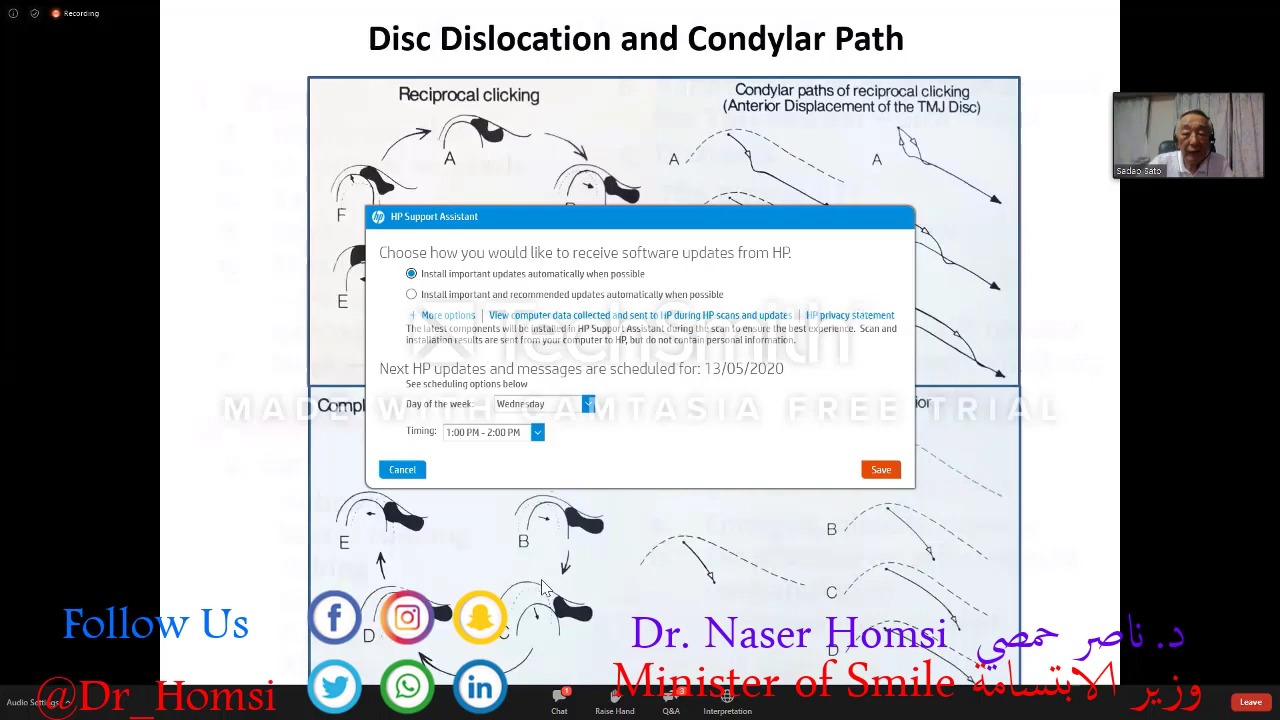 Recording
Disc Dislocation and Condylar Path
Reciprocal clicking
Condylar paths of reciprocal clicking
(Anterior Displacement of the TMJ Disc)
A
A
A
F
E
Sadao Sato
HP Support Assistant
Choose how you would like to receive software updates from HP.
Install important updates automatically when possible
Install important and recommended updates automatically when possible
+ More options | View computer data collected and sent to HP during HP scans and updates | HP privacy statement
The latest components will be installed in HP Support Assistant during the scan to ensure the best experience. Scan and
installation results are sent from your computer to HP, but do not contain personal information.
TechSmith
Next HP updates and messages are scheduled for: 13/05/2020
See scheduling options below
Day of the week: Wednesday
MADE WITH CAMTASIA FREE TRIAL
Timing: 1:00 PM - 2:00 PM
Cancel
Save
E
B
B
C
D
C
D
Follow Us
@Dr_Homsi
Dr. Naser Homsi د. ناصر حمصي
Minister of Smile وزير الابتسامة
Audio Settings
Chat
1
Raise Hand
Q&A
3
Interpretation
Leave